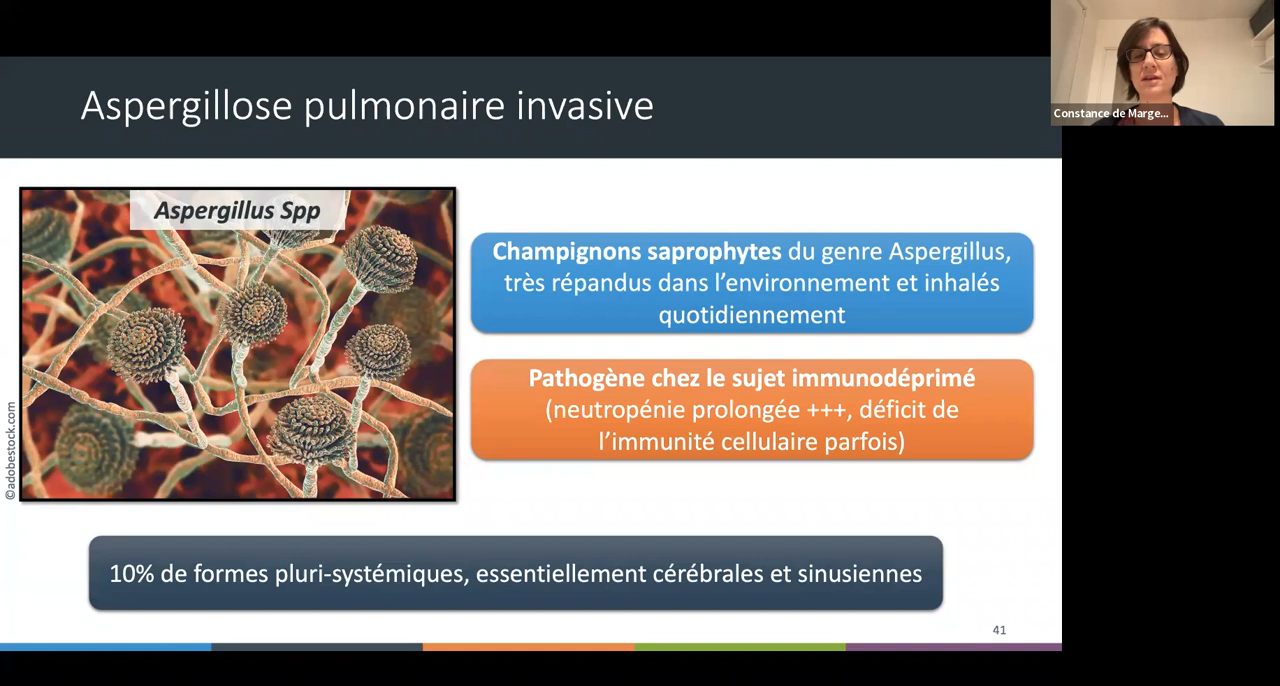 Aspergillose pulmonaire invasive
Constance de Marge...
Aspergillus Spp
©adobestock.com
Champignons saprophytes du genre Aspergillus,
très répandus dans l’environnement et inhalés
quotidiennement
Pathogène chez le sujet immunodéprimé
(neutropénie prolongée +++, déficit de
l’immunité cellulaire parfois)
10% de formes pluri-systémiques, essentiellement cérébrales et sinusiennes
41